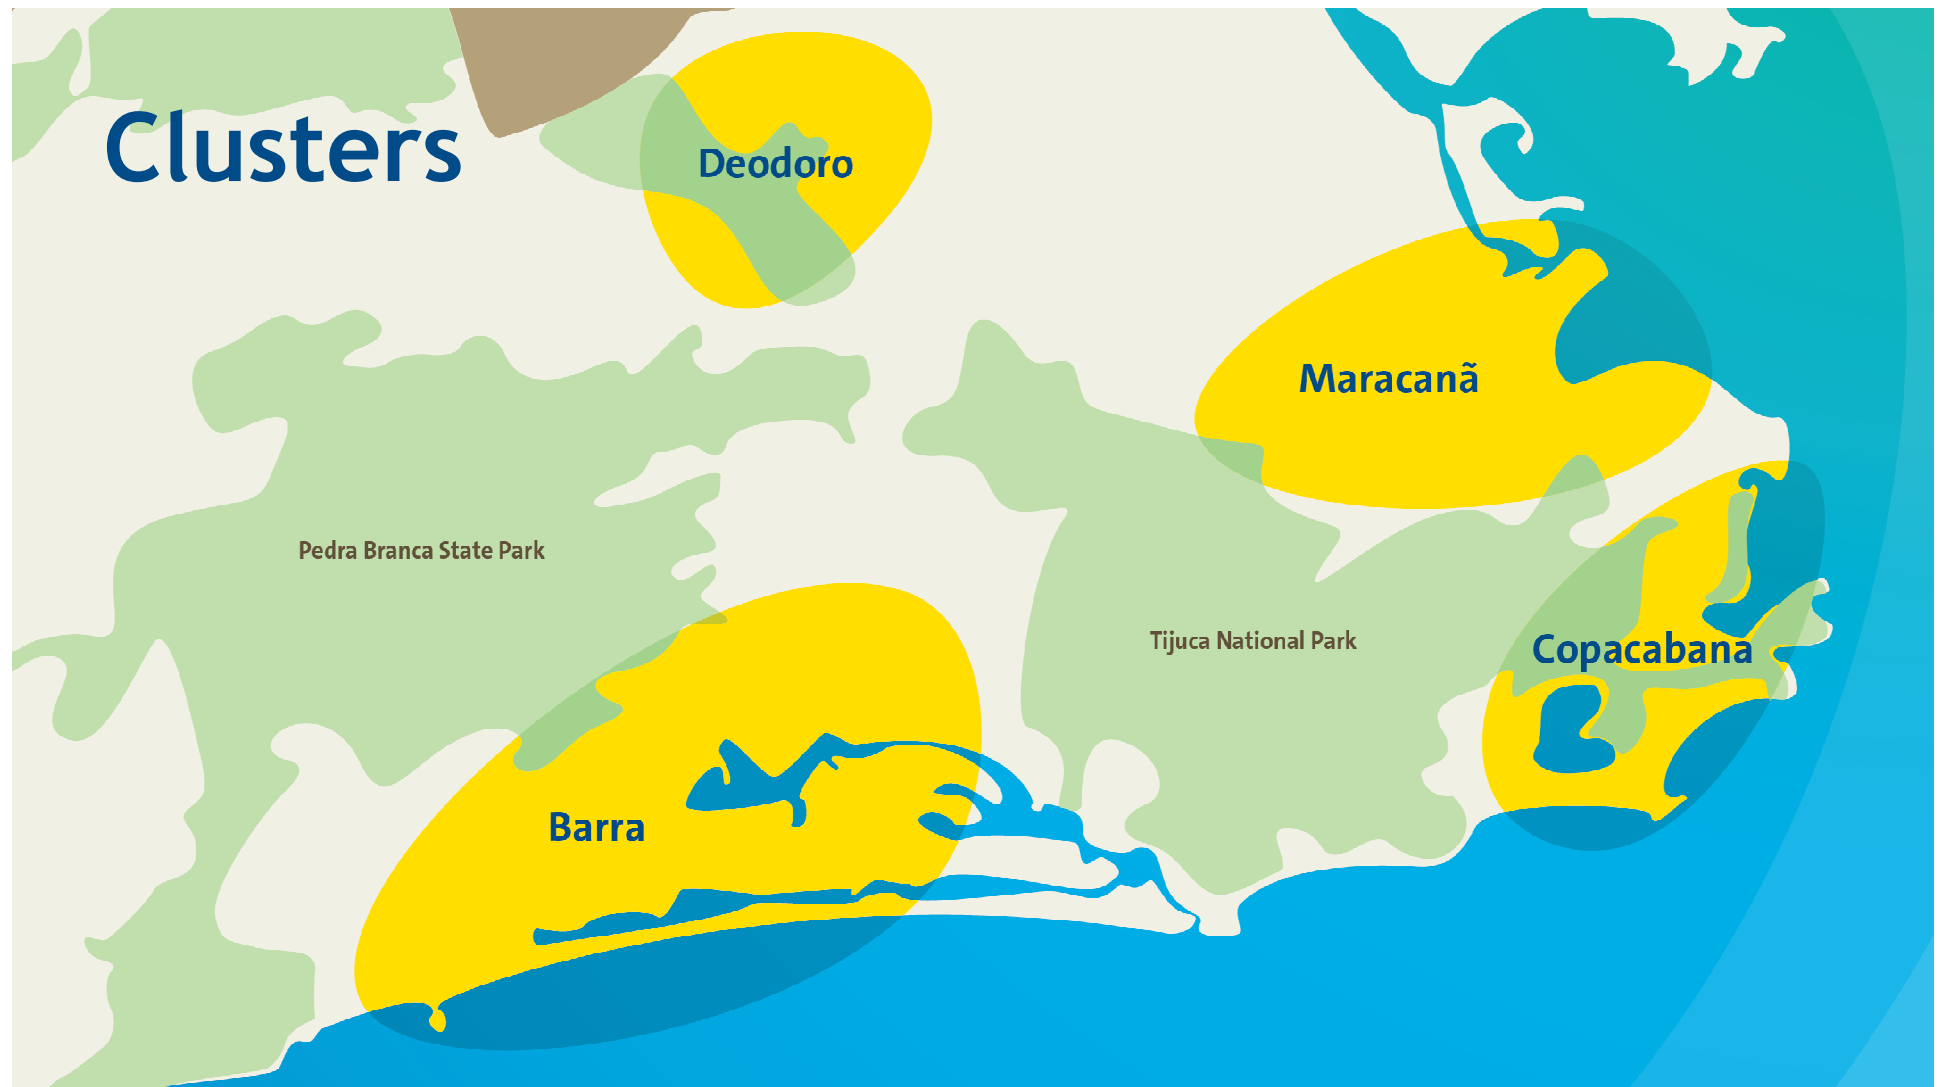 Clusters
Deodoro
Maracanã
Pedra Branca State Park
Tijuca National Park
Copacabana
Barra